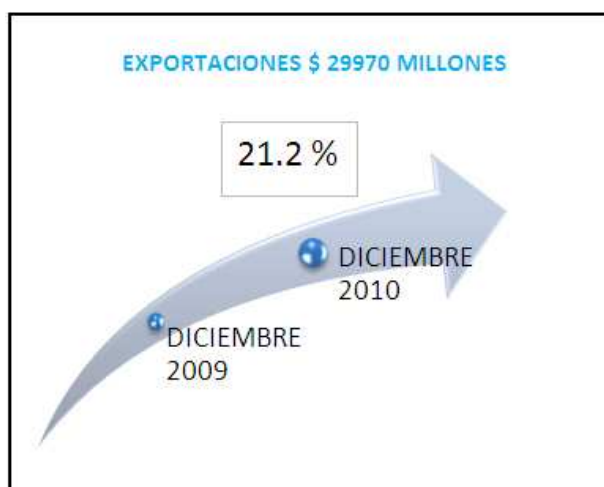 EXPORTACIONES $ 29970 MILLONES
21.2 %
DICIEMBRE
2010
DICIEMBRE
2009